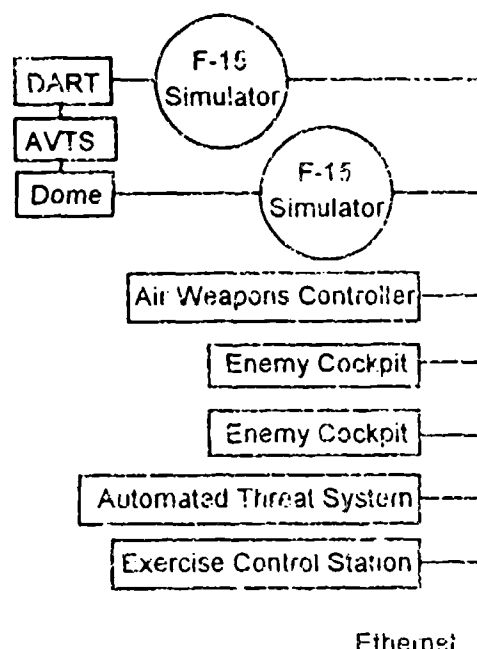 F-15
Simulator
DART
AVTS
Dome
F-15
Simulator
Air Weapons Controller
Enemy Cockpit
Enemy Cockpit
Automated Threat System
Exercise Control Station
Ethernet